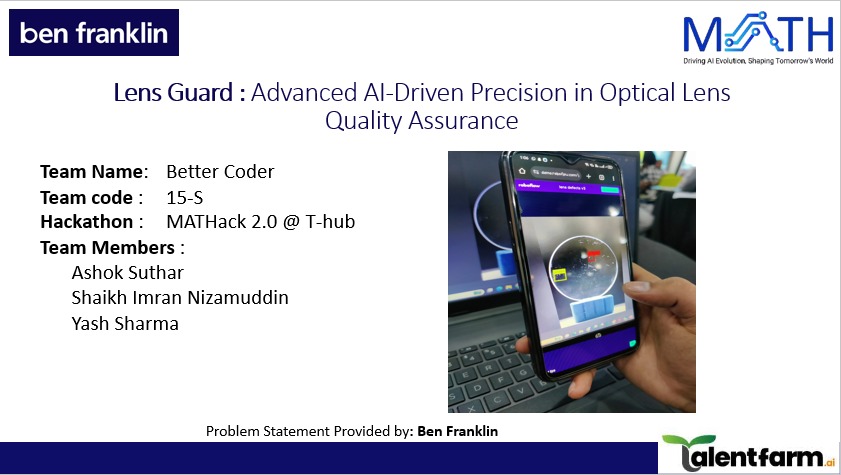 ben franklin
MATH
Driving AI Evolution, Shaping Tomorrow's World
Lens Guard : Advanced AI-Driven Precision in Optical Lens
Quality Assurance
Team Name: Better Coder
Team code : 15-S
Hackathon : MATHack 2.0 @ T-hub
Team Members :
Ashok Suthar
Shaikh Imran Nizamuddin
Yash Sharma
roboflow
lens defects v5
Problem Statement Provided by: Ben Franklin
Talentfarm.ai